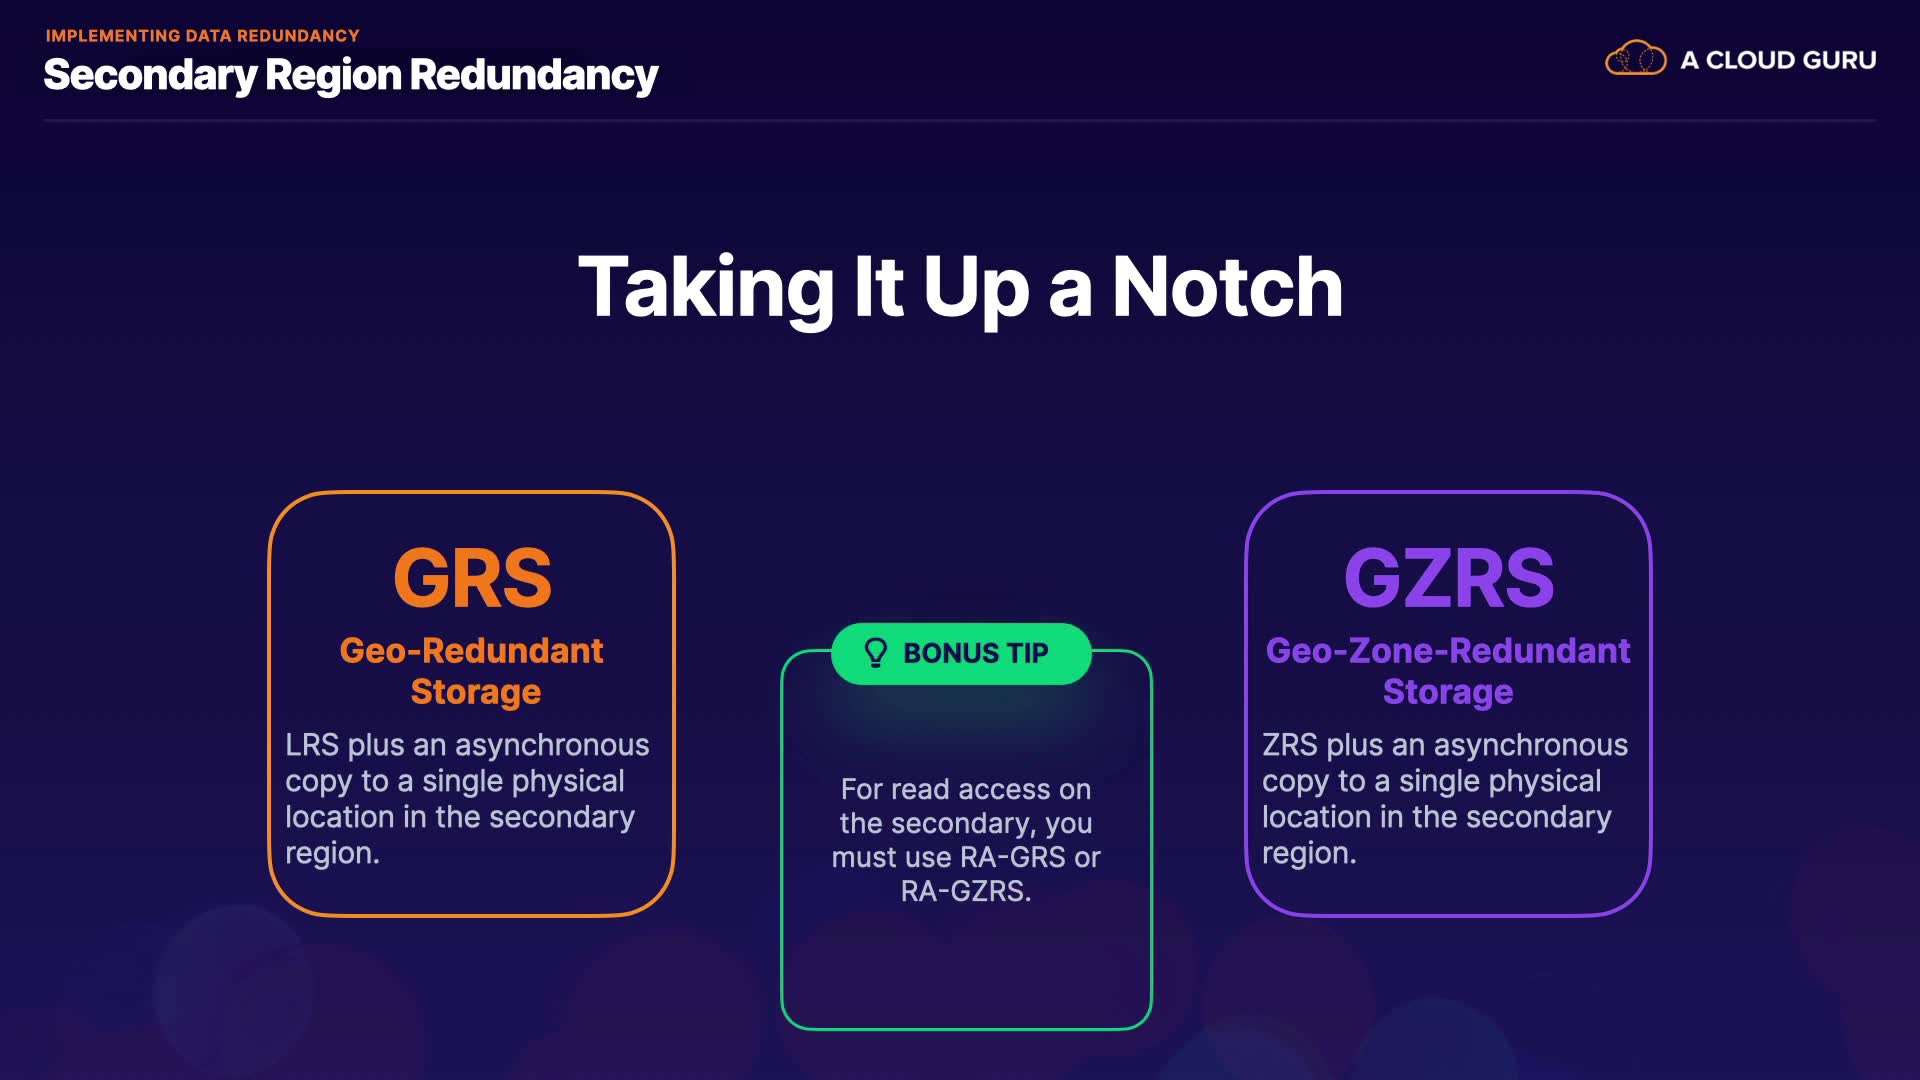 IMPLEMENTING DATA REDUNDANCY
Secondary Region Redundancy
A CLOUD GURU
Taking It Up a Notch
GRS
Geo-Redundant
Storage
LRS plus an asynchronous
copy to a single physical
location in the secondary
region.
BONUS TIP
For read access on
the secondary, you
must use RA-GRS or
RA-GZRS.
GZRS
Geo-Zone-Redundant
Storage
ZRS plus an asynchronous
copy to a single physical
location in the secondary
region.